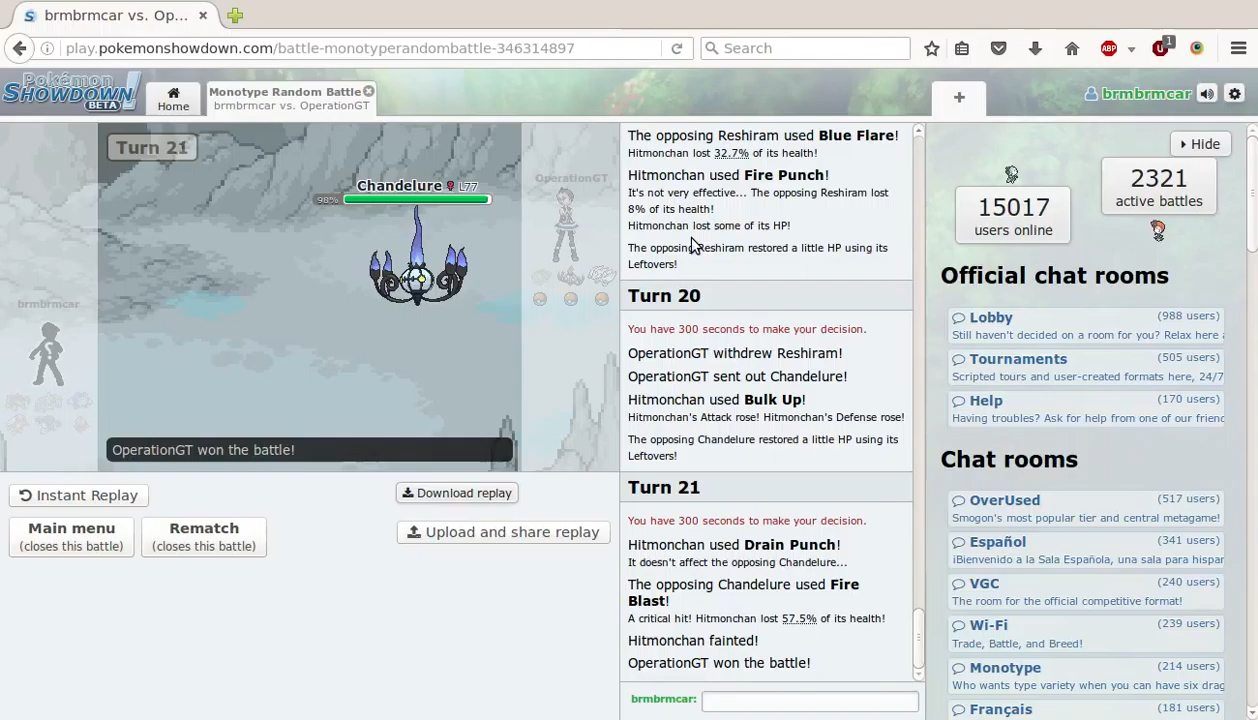 brmbrmcar vs. Op...
play.pokemonshowdown.com/battle-monotyperandombattle-346314897
Search
ABP
1
Pokémon
SHOWDOWN!
BETA
Home
Monotype Random Battle
brmbrmcar vs. OperationGT
brmbrmcar
Turn 21
Chandelure L77
98%
OperationGT
brmbrmcar
OperationGT won the battle!
Instant Replay
Download replay
Main menu
(closes this battle)
Rematch
(closes this battle)
Upload and share replay
The opposing Reshiram used Blue Flare!
Hitmonchan lost 32.7% of its health!
Hitmonchan used Fire Punch!
It's not very effective... The opposing Reshiram lost
8% of its health!
Hitmonchan lost some of its HP!
The opposing Reshiram restored a little HP using its
Leftovers!
Turn 20
You have 300 seconds to make your decision.
OperationGT withdrew Reshiram!
OperationGT sent out Chandelure!
Hitmonchan used Bulk Up!
Hitmonchan's Attack rose! Hitmonchan's Defense rose!
The opposing Chandelure restored a little HP using its
Leftovers!
Turn 21
You have 300 seconds to make your decision.
Hitmonchan used Drain Punch!
It doesn't affect the opposing Chandelure...
The opposing Chandelure used Fire
Blast!
A critical hit! Hitmonchan lost 57.5% of its health!
Hitmonchan fainted!
OperationGT won the battle!
brmbrmcar:
Hide
15017
users online
2321
active battles
Official chat rooms
Lobby (988 users)
Still haven't decided on a room for you? Relax here
Tournaments (505 users)
Scripted tours and user-created formats here, 24/7
Help (170 users)
Having troubles? Ask for help from one of our frien
Chat rooms
OverUsed (517 users)
Smogon's most popular tier and central metagame!
Español (341 users)
¡Bienvenido a la Sala Española, una sala para hispar
VGC (240 users)
The room for the official competitive format!
Wi-Fi (239 users)
Trade, Battle, and Breed!
Monotype (214 users)
Who wants type variety when you can have six drag
Français (181 users)